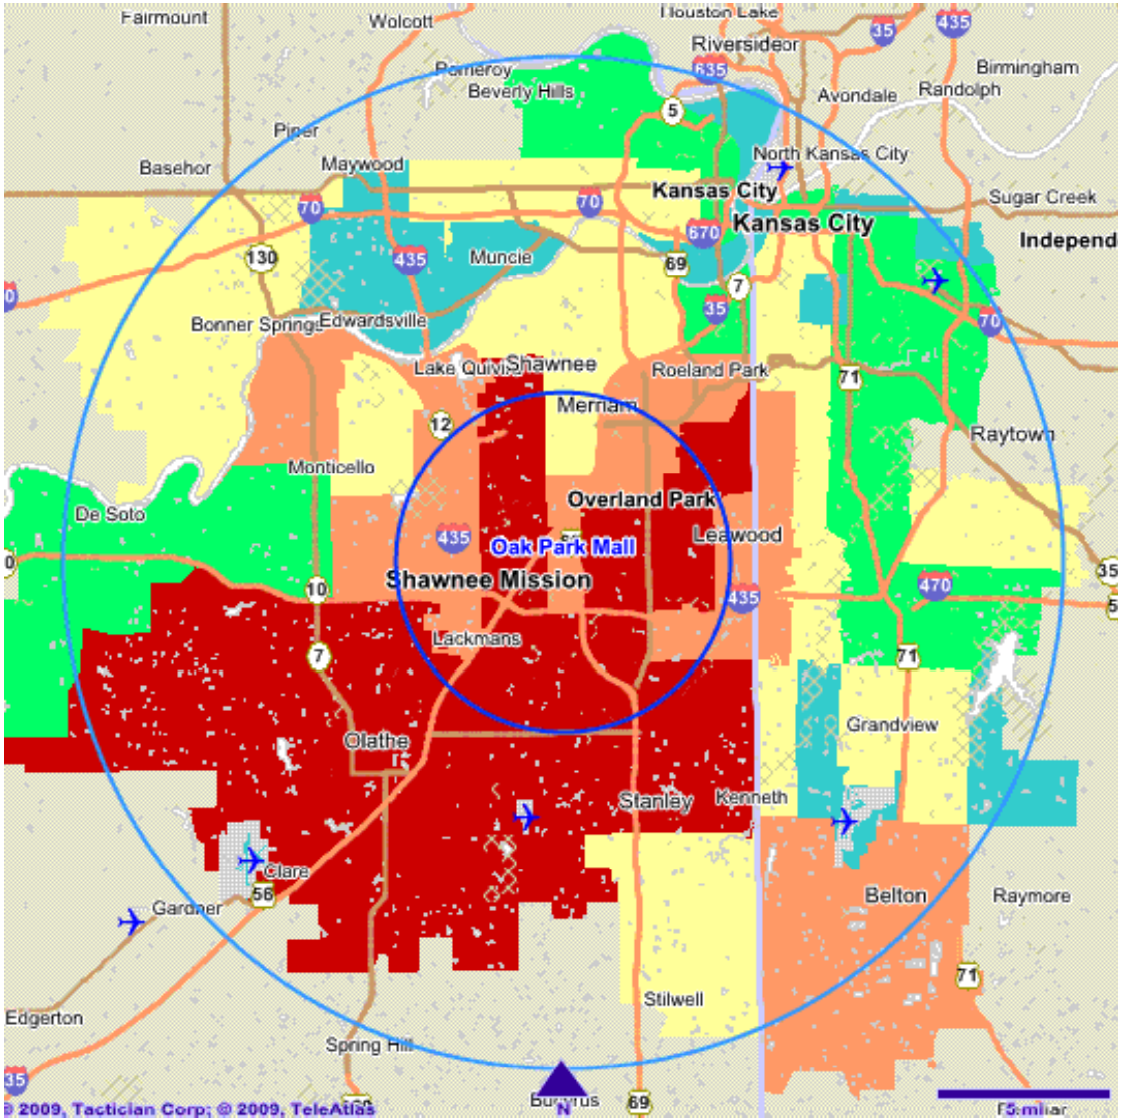 Fairmount
Wolcott
Houston Lake
35
435
Riverside
Pomeroy
635
Birmingham
Beverly Hills
Avondale
Randolph
5
Piper
Basehor
Maywood
North Kansas City
Kansas City
Sugar Creek
70
70
Kansas City
670
Independ
130
435
Muncie
69
7
35
70
Bonner Springs
Edwardsville
Lake Quivira
Shawnee
Roeland Park
71
Merriam
12
Raytown
Monticello
Overland Park
De Soto
435
Oak Park Mall
Leawood
Shawnee Mission
10
435
470
35
Lackmans
7
71
Olathe
Grandview
Stanley
Kenneth
Clare
56
Gardner
Belton
Raymore
71
Stilwell
Edgerton
Spring Hill
35
© 2009, Tactician Corp; © 2009, TeleAtlas
Bucyrus
N
69
5 miles